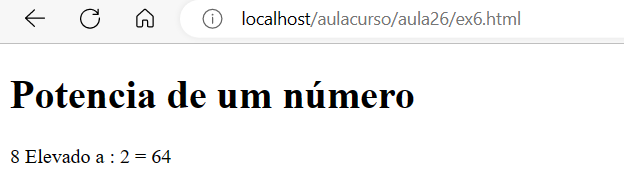 localhost/aulacurso/aula26/ex6.html
Potencia de um número
8 Elevado a : 2 = 64